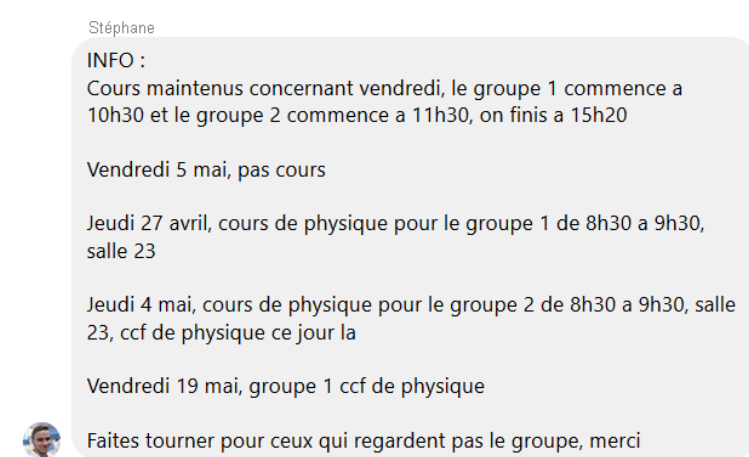 Stéphane
INFO :
Cours maintenus concernant vendredi, le groupe 1 commence a
10h30 et le groupe 2 commence a 11h30, on finis a 15h20
Vendredi 5 mai, pas cours
Jeudi 27 avril, cours de physique pour le groupe 1 de 8h30 a 9h30,
salle 23
Jeudi 4 mai, cours de physique pour le groupe 2 de 8h30 a 9h30, salle
23, ccf de physique ce jour la
Vendredi 19 mai, groupe 1 ccf de physique
Faites tourner pour ceux qui regardent pas le groupe, merci